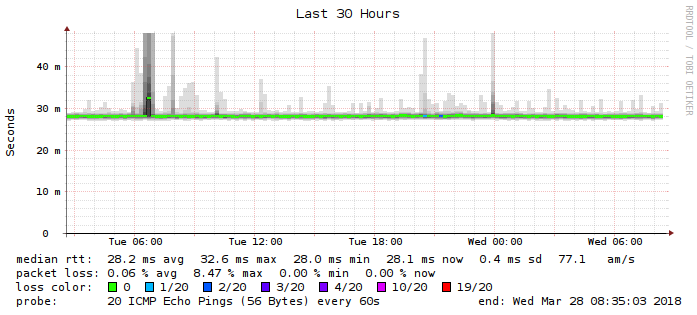 Last 30 Hours
RRDTOOL / TOBI OETIKER
Seconds
40 m
30 m
20 m
10 m
0
Tue 06:00 Tue 12:00 Tue 18:00 Wed 00:00 Wed 06:00
median rtt: 28.2 ms avg 32.6 ms max 28.0 ms min 28.1 ms now 0.4 ms sd 77.1 am/s
packet loss: 0.06 % avg 8.47 % max 0.00 % min 0.00 % now
loss color: 0 1/20 2/20 3/20 4/20 10/20 19/20
probe: 20 ICMP Echo Pings (56 Bytes) every 60s end: Wed Mar 28 08:35:03 2018